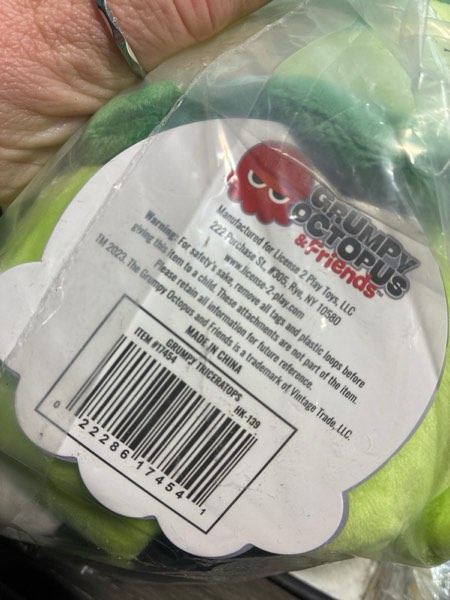 GRUMPY
OCTOPUS
& Friends™
Manufactured for License 2 Play Toys, LLC
222 Purchase St. #305, Rye, NY 10580
www.license-2-play.com
Warning: For safety's sake, remove all tags and plastic loops before
giving this item to a child. These attachments are not part of the item.
Please retain all information for future reference.
TM 2023. The Grumpy Octopus and Friends is a trademark of Vintage Trade, LLC.
MADE IN CHINA
GRUMPY TRICERATOPS
ITEM #17454 HK-139
0 22286 17454 1